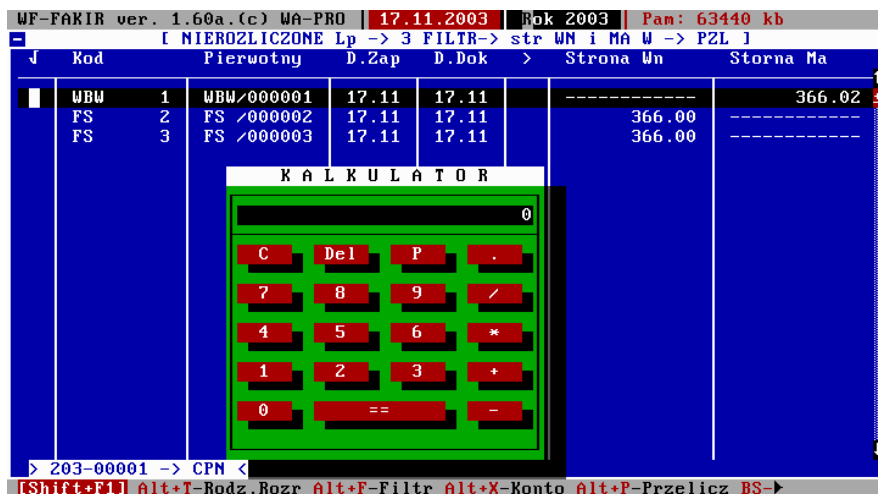 WF-FAKIR ver. 1.60a.(c) WA-PRO | 17.11.2003 | Rok 2003 | Pam: 63440 kb
[ NIEROZLICZONE Lp -> 3 FILTR-> str WN i MA W -> PZL ]
√ Kod Pierwotny D.Zap D.Dok > Strona Wn Storna Ma
WBW 1 WBW/000001 17.11 17.11 ------------ 366.02
FS 2 FS /000002 17.11 17.11 366.00 ------------
FS 3 FS /000003 17.11 17.11 366.00 ------------
K A L K U L A T O R
0
C Del P .
7 8 9 /
4 5 6 *
1 2 3 +
0 == -
> 203-00001 -> CPN <
[Shift+F1] Alt+T-Rodz.Rozr Alt+F-Filtr Alt+X-Konto Alt+P-Przelicz BS-►